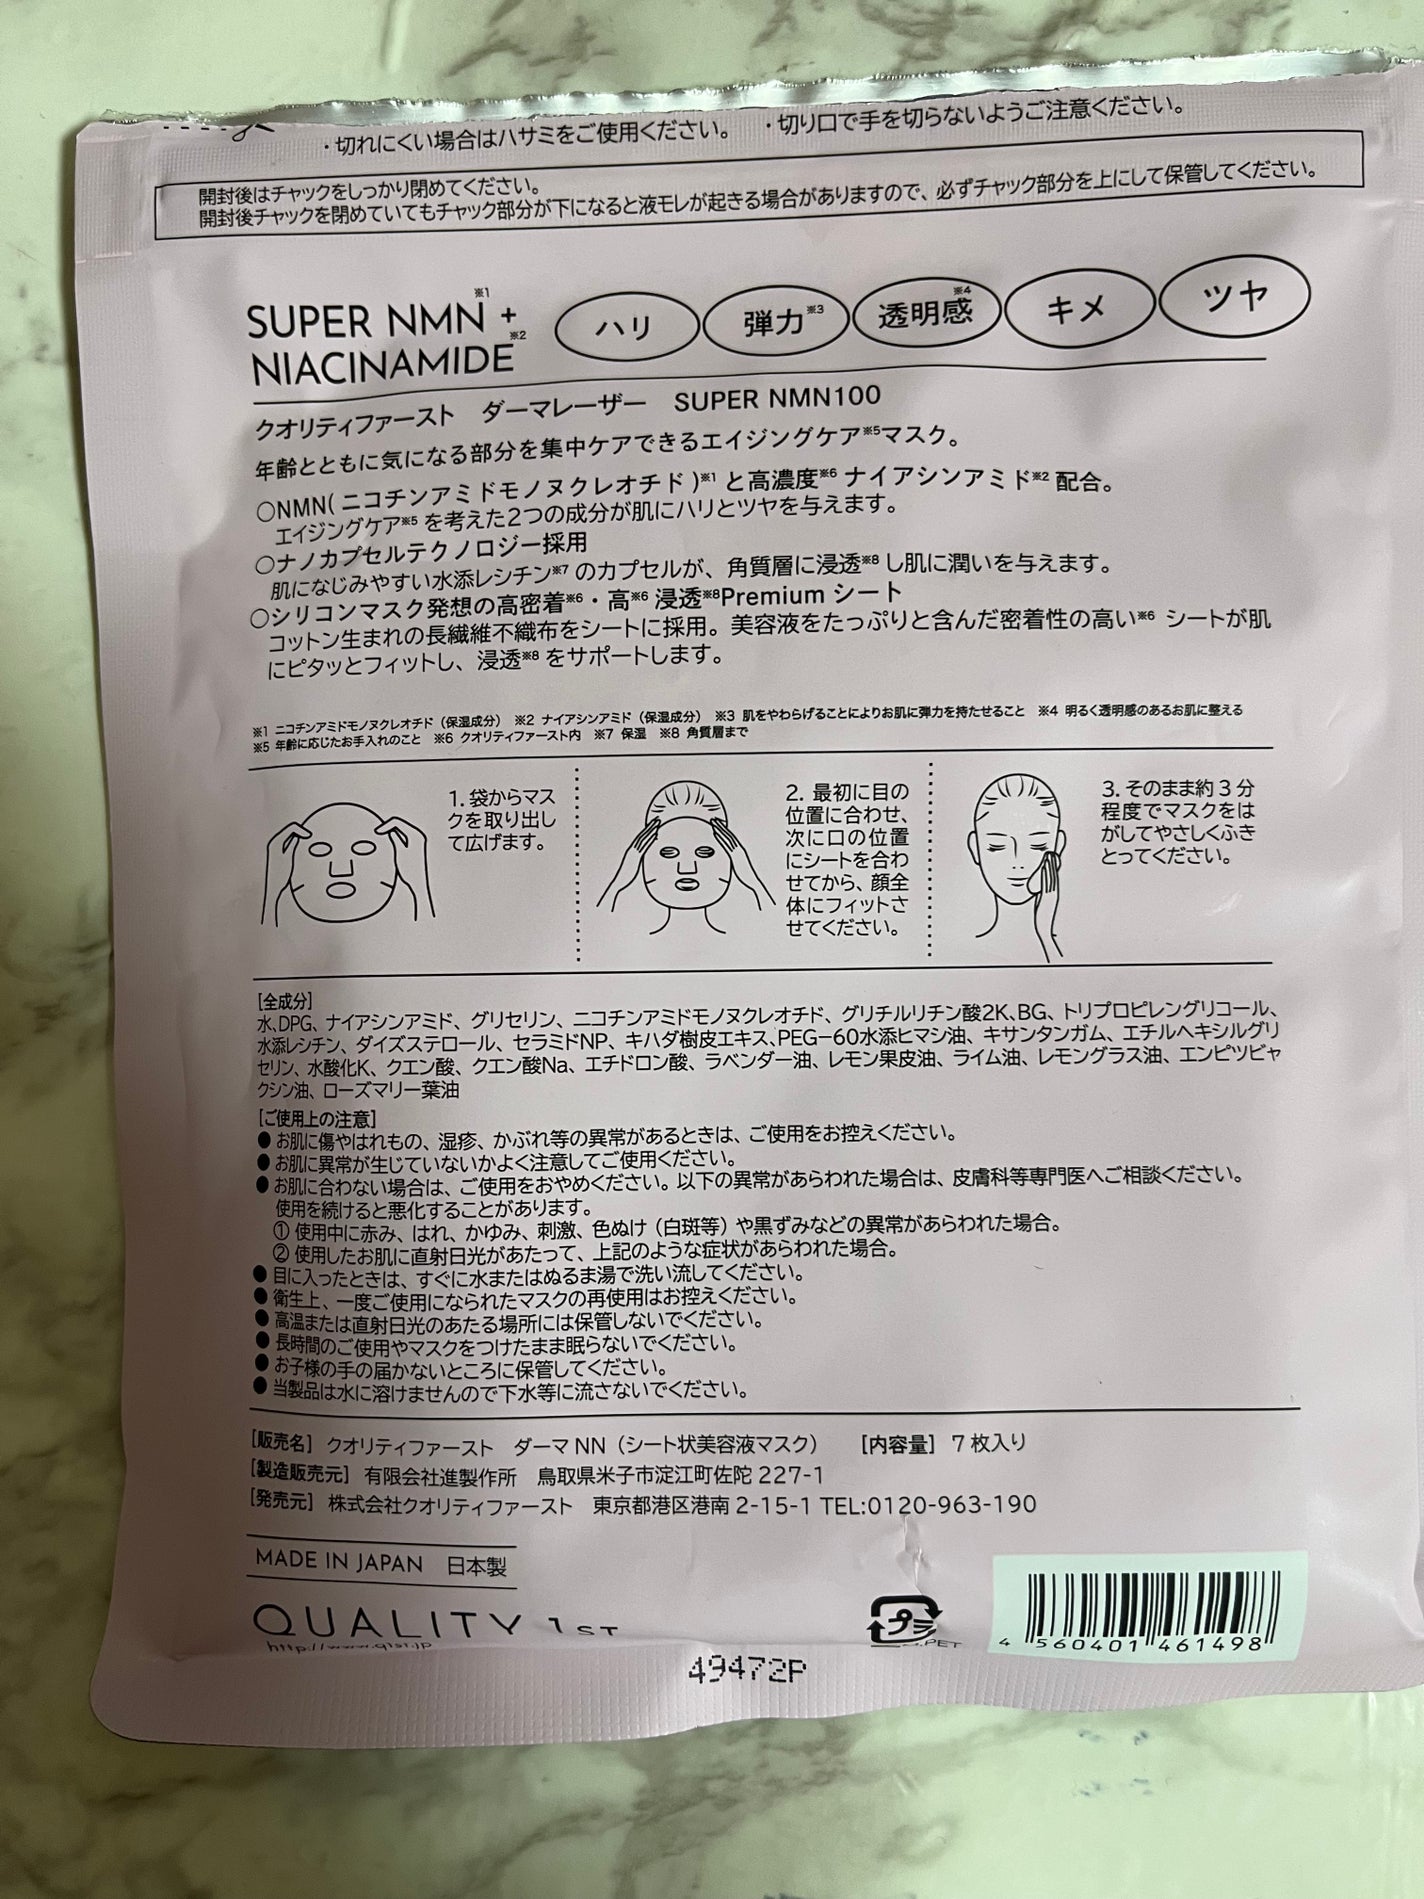 ・切れにくい場合はハサミをご使用ください。 ・切り口で手を切らないようご注意ください。
開封後はチャックをしっかり閉めてください。
開封後チャックを閉めていてもチャック部分が下になると液モレが起きる場合がありますので、必ずチャック部分を上にして保管してください。
SUPER NMN※1 +
NIACINAMIDE※2
ハリ 弾力※3 透明感※4 キメ ツヤ
クオリティファースト ダーマレーザー SUPER NMN100
年齢とともに気になる部分を集中ケアできるエイジングケア※5マスク。
○NMN(ニコチンアミドモノヌクレオチド)※1と高濃度※6ナイアシンアミド※2配合。
エイジングケア※5を考えた2つの成分が肌にハリとツヤを与えます。
○ナノカプセルテクノロジー採用
肌になじみやすい水添レシチン※7のカプセルが、角質層に浸透※8し肌に潤いを与えます。
○シリコンマスク発想の高密着※6・高※6浸透※8Premium シート
コットン生まれの長繊維不織布をシートに採用。美容液をたっぷりと含んだ密着性の高い※6 シートが肌
にピタッとフィットし、浸透※8をサポートします。
※1 ニコチンアミドモノヌクレオチド（保湿成分） ※2 ナイアシンアミド（保湿成分） ※3 肌をやわらげることによりお肌に弾力を持たせること ※4 明るく透明感のあるお肌に整える
※5 年齢に応じたお手入れのこと ※6 クオリティファースト内 ※7 保湿 ※8 角質層まで
1. 袋からマス
クを取り出し
て広げます。
2. 最初に目の
位置に合わせ、
次に口の位置
にシートを合わ
せてから、顔全
体にフィットさ
せてください。
3. そのまま約3分
程度でマスクをは
がしてやさしくふき
とってください。
[全成分]
水、DPG、ナイアシンアミド、グリセリン、ニコチンアミドモノヌクレオチド、グリチルリチン酸2K、BG、トリプロピレングリコール、
水添レシチン、ダイズステロール、セラミドNP、キハダ樹皮エキス、PEG-60水添ヒマシ油、キサンタンガム、エチルヘキシルグリ
セリン、水酸化K、クエン酸、クエン酸Na、エチドロン酸、ラベンダー油、レモン果皮油、ライム油、レモングラス油、エンピツビャ
クシン油、ローズマリー葉油
[ご使用上の注意]
●お肌に傷やはれもの、湿疹、かぶれ等の異常があるときは、ご使用をお控えください。
●お肌に異常が生じていないかよく注意してご使用ください。
●お肌に合わない場合は、ご使用をおやめください。以下の異常があらわれた場合は、皮膚科等専門医へご相談ください。
使用を続けると悪化することがあります。
①使用中に赤み、はれ、かゆみ、刺激、色ぬけ（白斑等）や黒ずみなどの異常があらわれた場合。
②使用したお肌に直射日光があたって、上記のような症状があらわれた場合。
●目に入ったときは、すぐに水またはぬるま湯で洗い流してください。
●衛生上、一度ご使用になられたマスクの再使用はお控えください。
●高温または直射日光のあたる場所には保管しないでください。
●長時間のご使用やマスクをつけたまま眠らないでください。
●お子様の手の届かないところに保管してください。
●当製品は水に溶けませんので下水等に流さないでください。
[販売名] クオリティファースト ダーマ NN（シート状美容液マスク） [内容量] 7枚入り
[製造販売元] 有限会社進製作所 鳥取県米子市淀江町佐陀 227-1
[発売元] 株式会社クオリティファースト 東京都港区港南 2-15-1 TEL:0120-963-190
MADE IN JAPAN 日本製
QUALITY 1ST
http://www.q1st.jp
プラ
PET
4 560401 461498
49472P